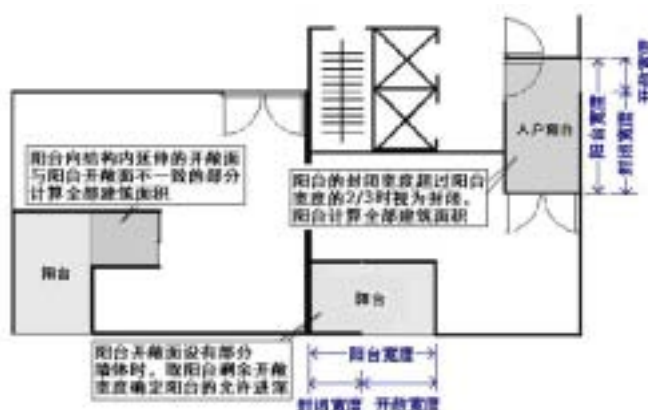 阳台向结构内延伸的开敞面
与阳台开敞面不一致的部分
计算全部建筑面积
阳台的封闭宽度超过阳台
宽度的2/3时视为封闭。
阳台计算全部建筑面积
入户阳台
开敞宽度
阳台宽度
封闭宽度
阳台
阳台
阳台开敞面设有部分
墙体时，取阳台剩余开敞
宽度确定阳台的允许进深
阳台宽度
封闭宽度
开敞宽度